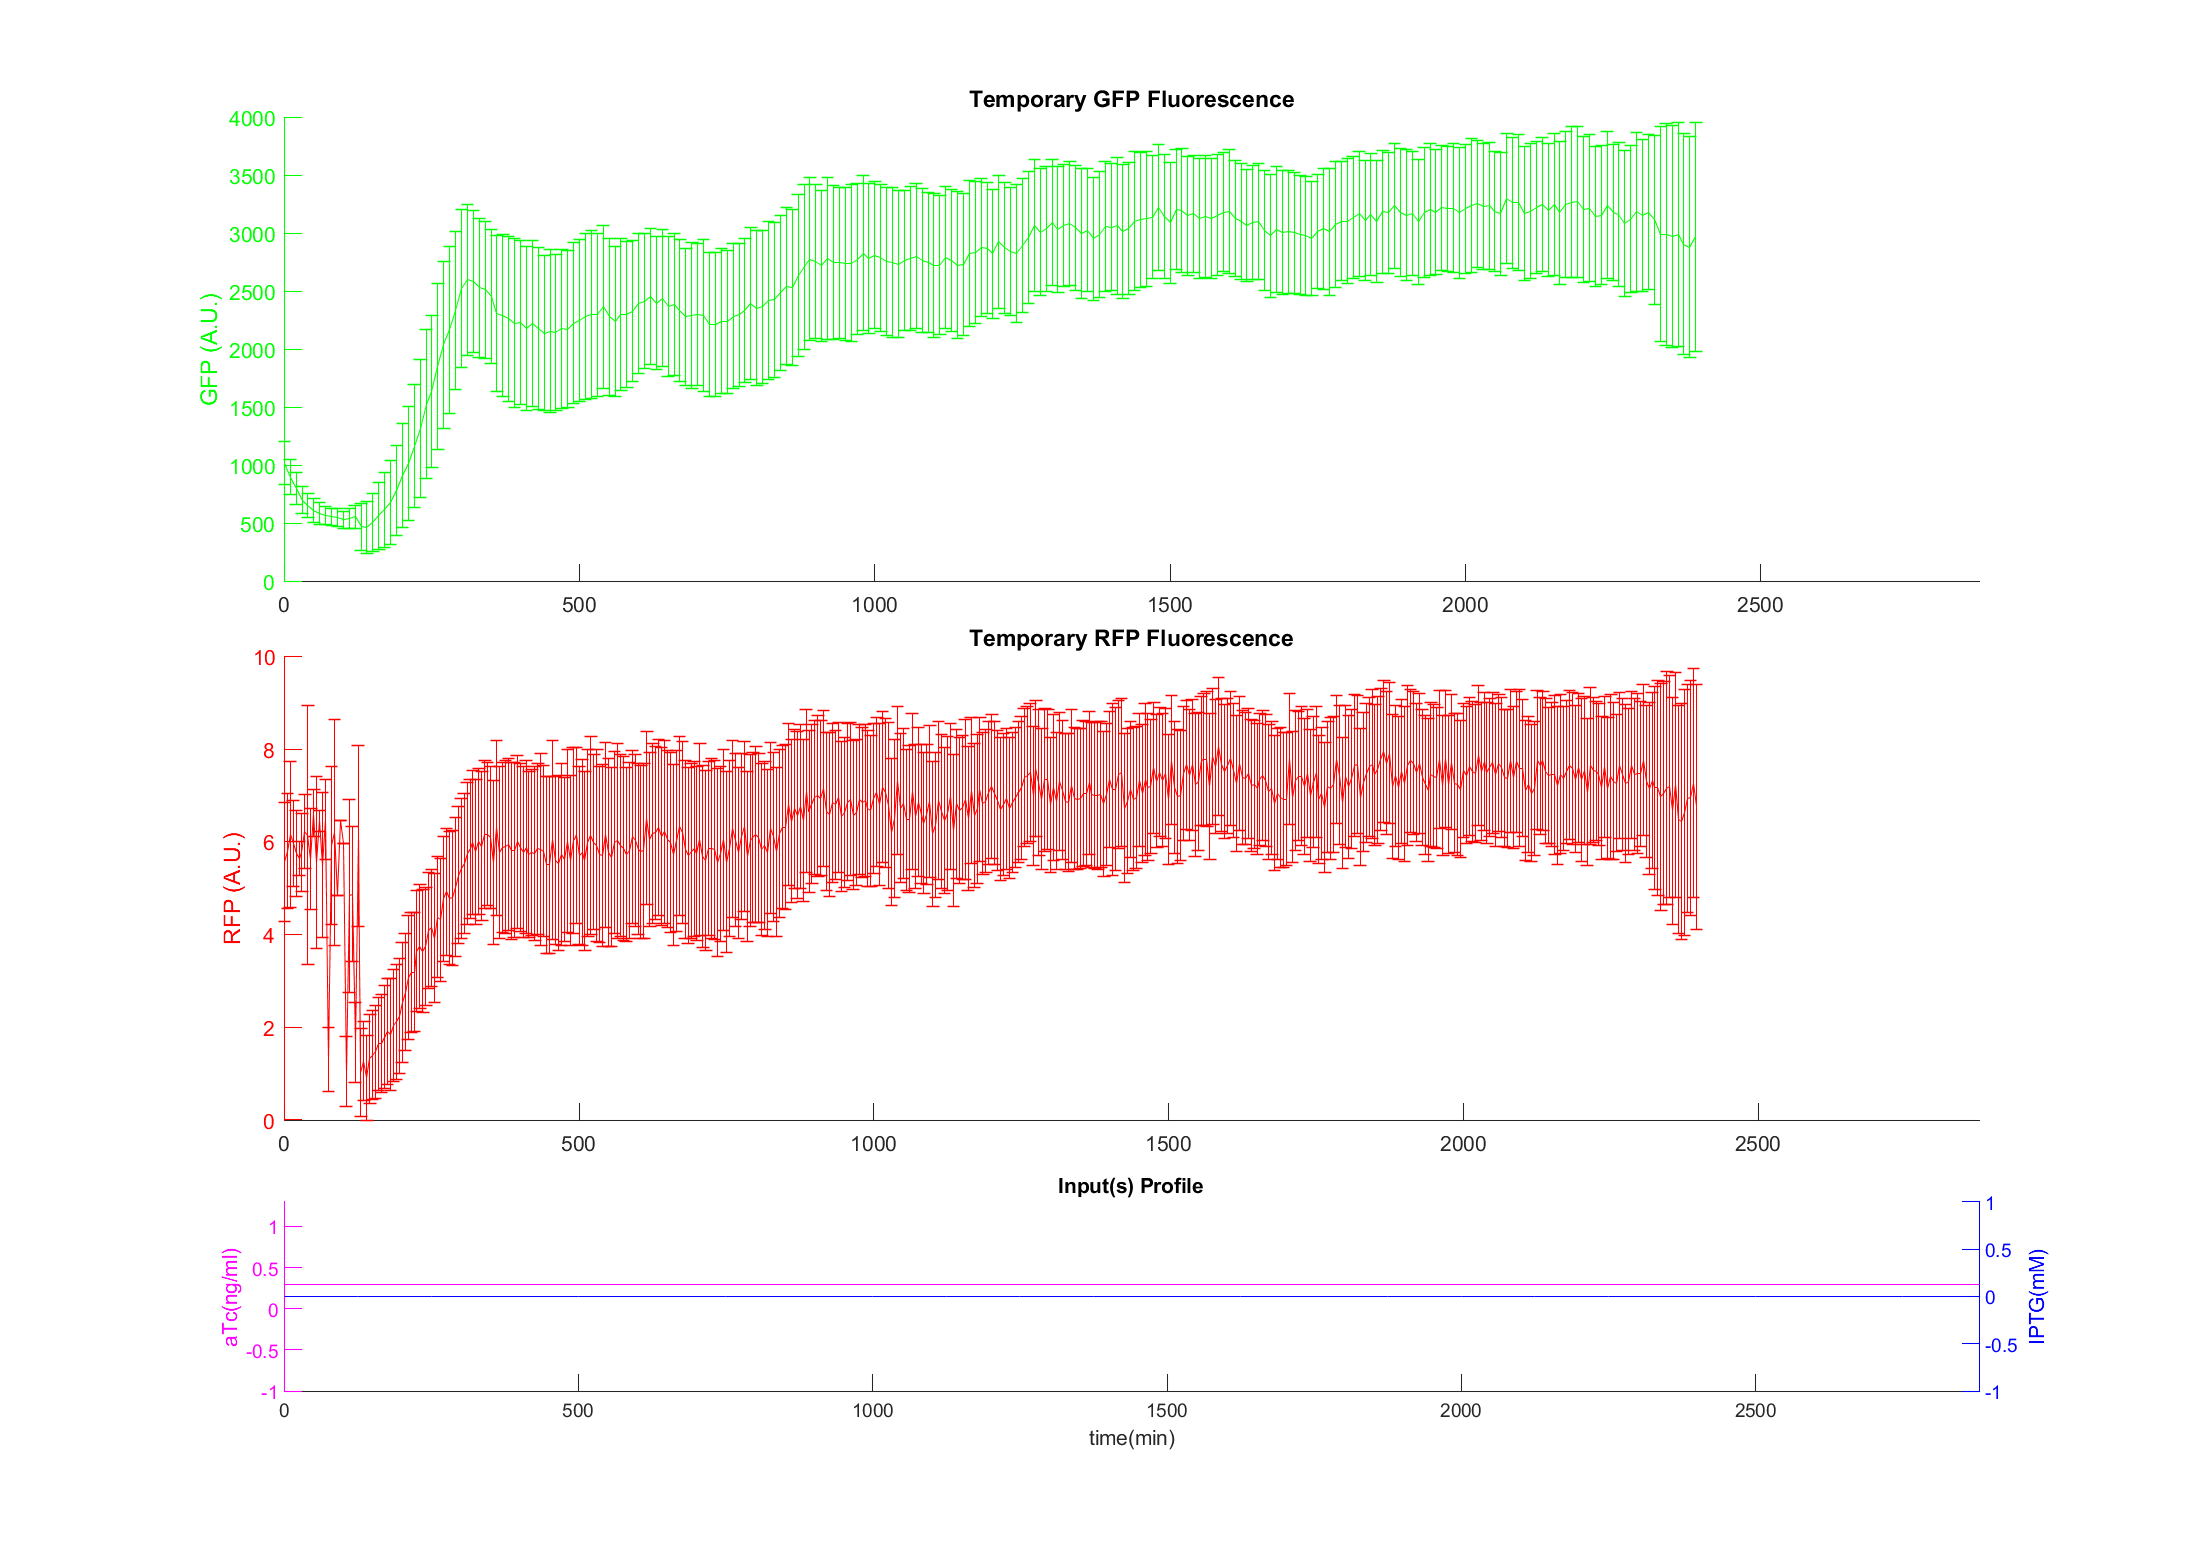 Temporary GFP Fluorescence
4000
3500
3000
2500
2000
1500
1000
500
0
GFP (A.U.)
0 500 1000 1500 2000 2500
Temporary RFP Fluorescence
10
8
6
4
2
0
RFP (A.U.)
0 500 1000 1500 2000 2500
Input(s) Profile
1
0.5
0
-0.5
-1
aTc(ng/ml)
1
0.5
0
-0.5
-1
IPTG(mM)
0 500 1000 1500 2000 2500
time(min)